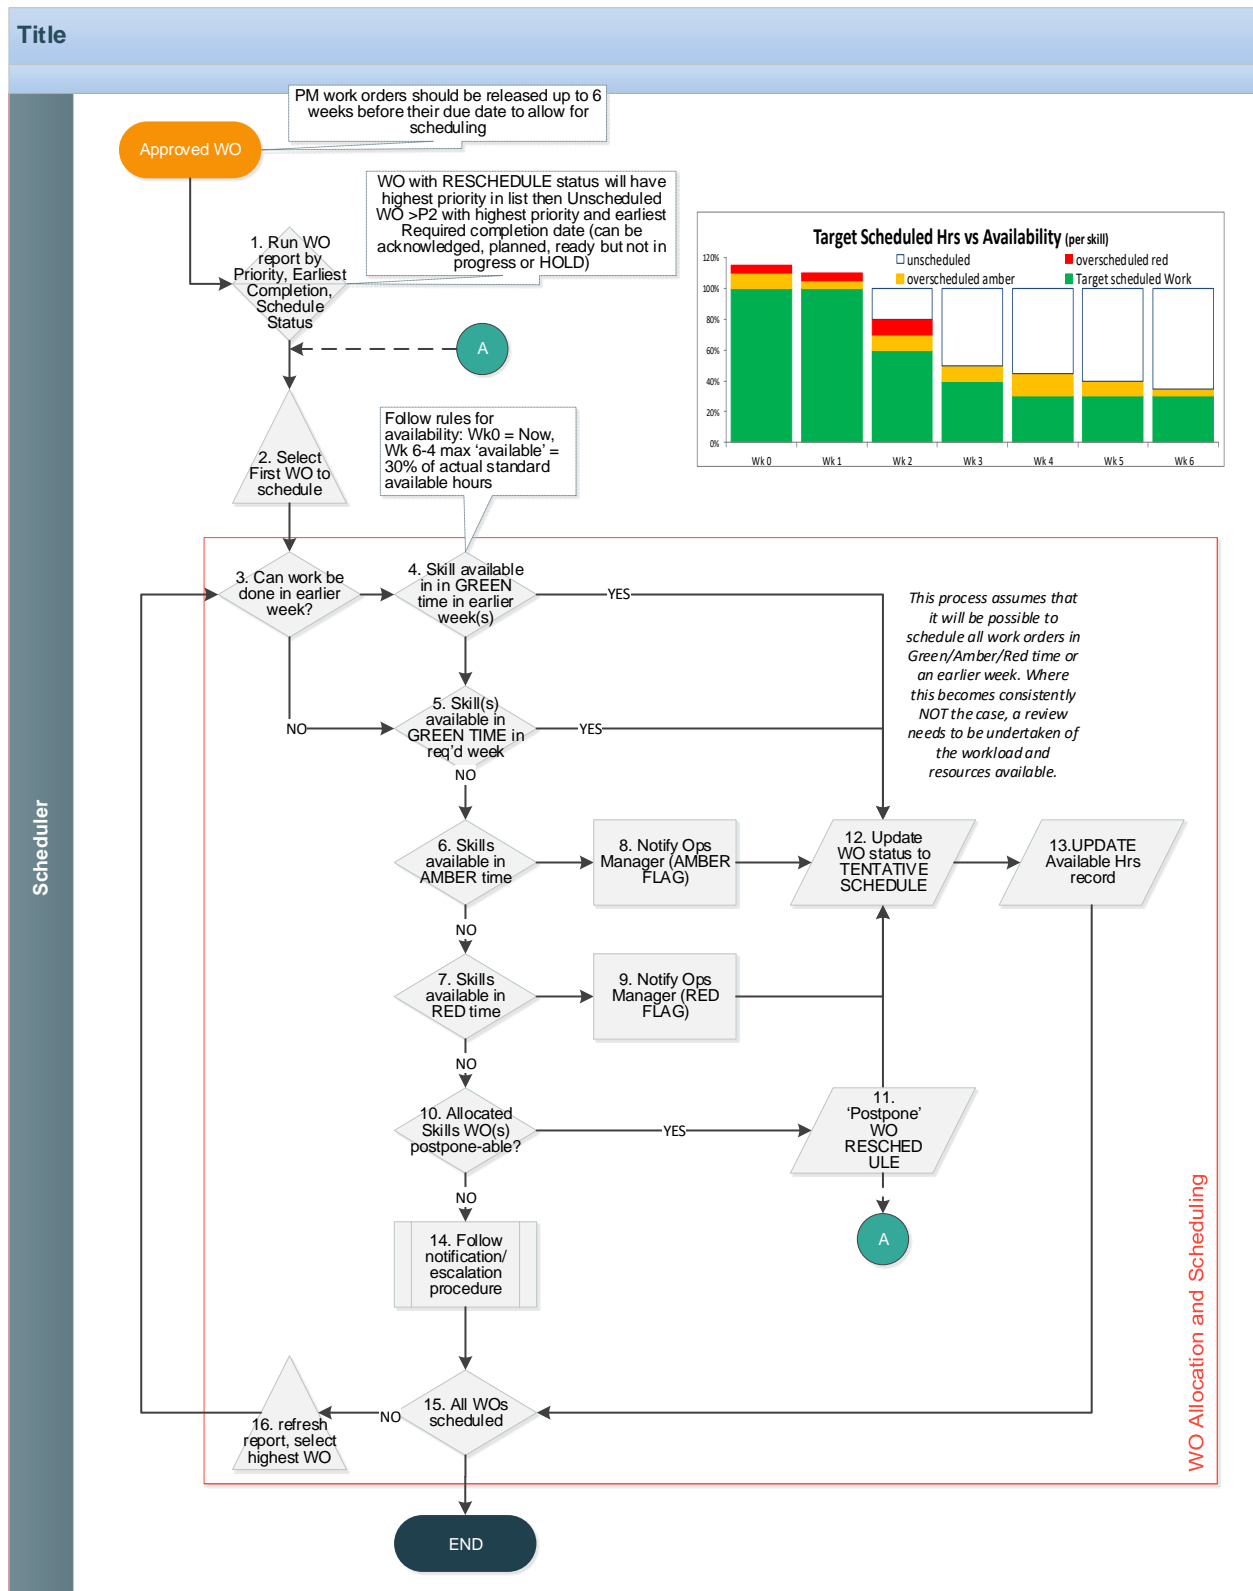 Title
PM work orders should be released up to 6
weeks before their due date to allow for
scheduling
Approved WO
WO with RESCHEDULE status will have
highest priority in list then Unscheduled
WO >P2 with highest priority and earliest
Required completion date (can be
acknowledged, planned, ready but not in
progress or HOLD)
1. Run WO
report by
Priority, Earliest
Completion,
Schedule
Status
Target Scheduled Hrs vs Availability (per skill)
unscheduled
overscheduled red
overscheduled amber
Target scheduled Work
120%
100%
80%
60%
40%
20%
0%
Wk 0
Wk 1
Wk 2
Wk 3
Wk 4
Wk 5
Wk 6
A
Follow rules for
availability: Wk0 = Now,
Wk 6-4 max ‘available’ =
30% of actual standard
available hours
2. Select
First WO to
schedule
3. Can work be
done in earlier
week?
4. Skill available
in in GREEN
time in earlier
week(s)
YES
This process assumes that
it will be possible to
schedule all work orders in
Green/Amber/Red time or
an earlier week. Where
this becomes consistently
NOT the case, a review
needs to be undertaken of
the workload and
resources available.
NO
5. Skill(s)
available in
GREEN TIME in
req’d week
YES
NO
6. Skills
available in
AMBER time
8. Notify Ops
Manager (AMBER
FLAG)
12. Update
WO status to
TENTATIVE
SCHEDULE
13.UPDATE
Available Hrs
record
NO
7. Skills
available in
RED time
9. Notify Ops
Manager (RED
FLAG)
NO
10. Allocated
Skills WO(s)
postpone-able?
YES
11.
‘Postpone’
WO
RESCHED
ULE
NO
A
14. Follow
notification/
escalation
procedure
15. All WOs
scheduled
NO
16. refresh
report, select
highest WO
END
Scheduler
WO Allocation and Scheduling